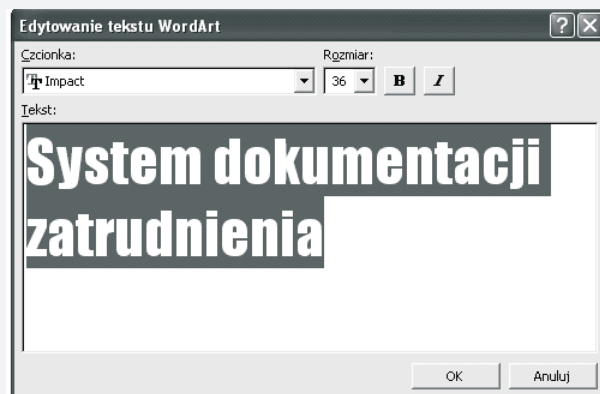 Edytowanie tekstu WordArt
Czcionka: Rozmiar:
Impact 36 B I
Tekst:
System dokumentacji
zatrudnienia
OK Anuluj